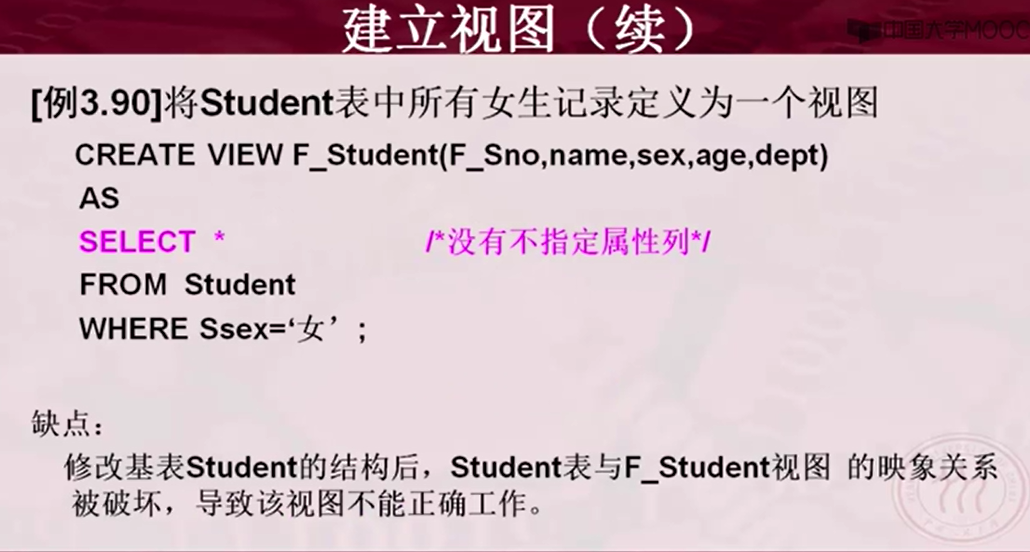 建立视图（续）
中国大学MOOC
[例3.90]将Student表中所有女生记录定义为一个视图
CREATE VIEW F_Student(F_Sno,name,sex,age,dept)
AS
SELECT * /*没有不指定属性列*/
FROM Student
WHERE Ssex=‘女’；
缺点：
修改基表Student的结构后，Student表与F_Student视图 的映象关系
被破坏，导致该视图不能正确工作。